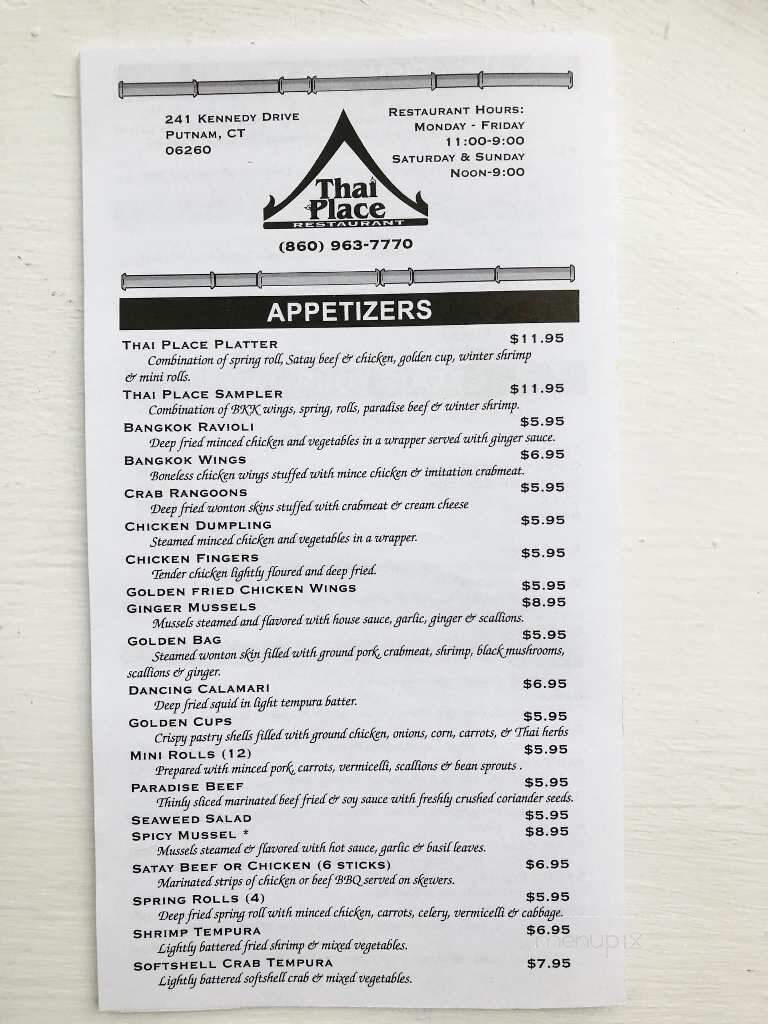 241 Kennedy Drive
Putnam, CT
06260
Restaurant Hours:
Monday - Friday
11:00-9:00
Saturday & Sunday
Noon-9:00
Thai
Place
RESTAURANT
(860) 963-7770
APPETIZERS
Thai Place Platter $11.95
Combination of spring roll, Satay beef & chicken, golden cup, winter shrimp
& mini rolls.
Thai Place Sampler $11.95
Combination of BKK wings, spring, rolls, paradise beef & winter shrimp.
Bangkok Ravioli $5.95
Deep fried minced chicken and vegetables in a wrapper served with ginger sauce.
Bangkok Wings $6.95
Boneless chicken wings stuffed with mince chicken & imitation crabmeat.
Crab Rangoons $5.95
Deep fried wonton skins stuffed with crabmeat & cream cheese
Chicken Dumpling $5.95
Steamed minced chicken and vegetables in a wrapper.
Chicken Fingers $5.95
Tender chicken lightly floured and deep fried.
Golden fried Chicken Wings $5.95
Ginger Mussels $8.95
Mussels steamed and flavored with house sauce, garlic, ginger & scallions.
Golden Bag $5.95
Steamed wonton skin filled with ground pork, crabmeat, shrimp, black mushrooms,
scallions & ginger.
Dancing Calamari $6.95
Deep fried squid in light tempura batter.
Golden Cups $5.95
Crispy pastry shells filled with ground chicken, onions, corn, carrots, & Thai herbs
Mini Rolls (12) $5.95
Prepared with minced pork, carrots, vermicelli, scallions & bean sprouts .
Paradise Beef $5.95
Thinly sliced marinated beef fried & soy sauce with freshly crushed coriander seeds.
Seaweed Salad $5.95
Spicy Mussel * $8.95
Mussels steamed & flavored with hot sauce, garlic & basil leaves.
Satay Beef or Chicken (6 sticks) $6.95
Marinated strips of chicken or beef BBQ served on skewers.
Spring Rolls (4) $5.95
Deep fried spring roll with minced chicken, carrots, celery, vermicelli & cabbage.
Shrimp Tempura $6.95
Lightly battered fried shrimp & mixed vegetables.
Softshell Crab Tempura $7.95
Lightly battered softshell crab & mixed vegetables.
menupix